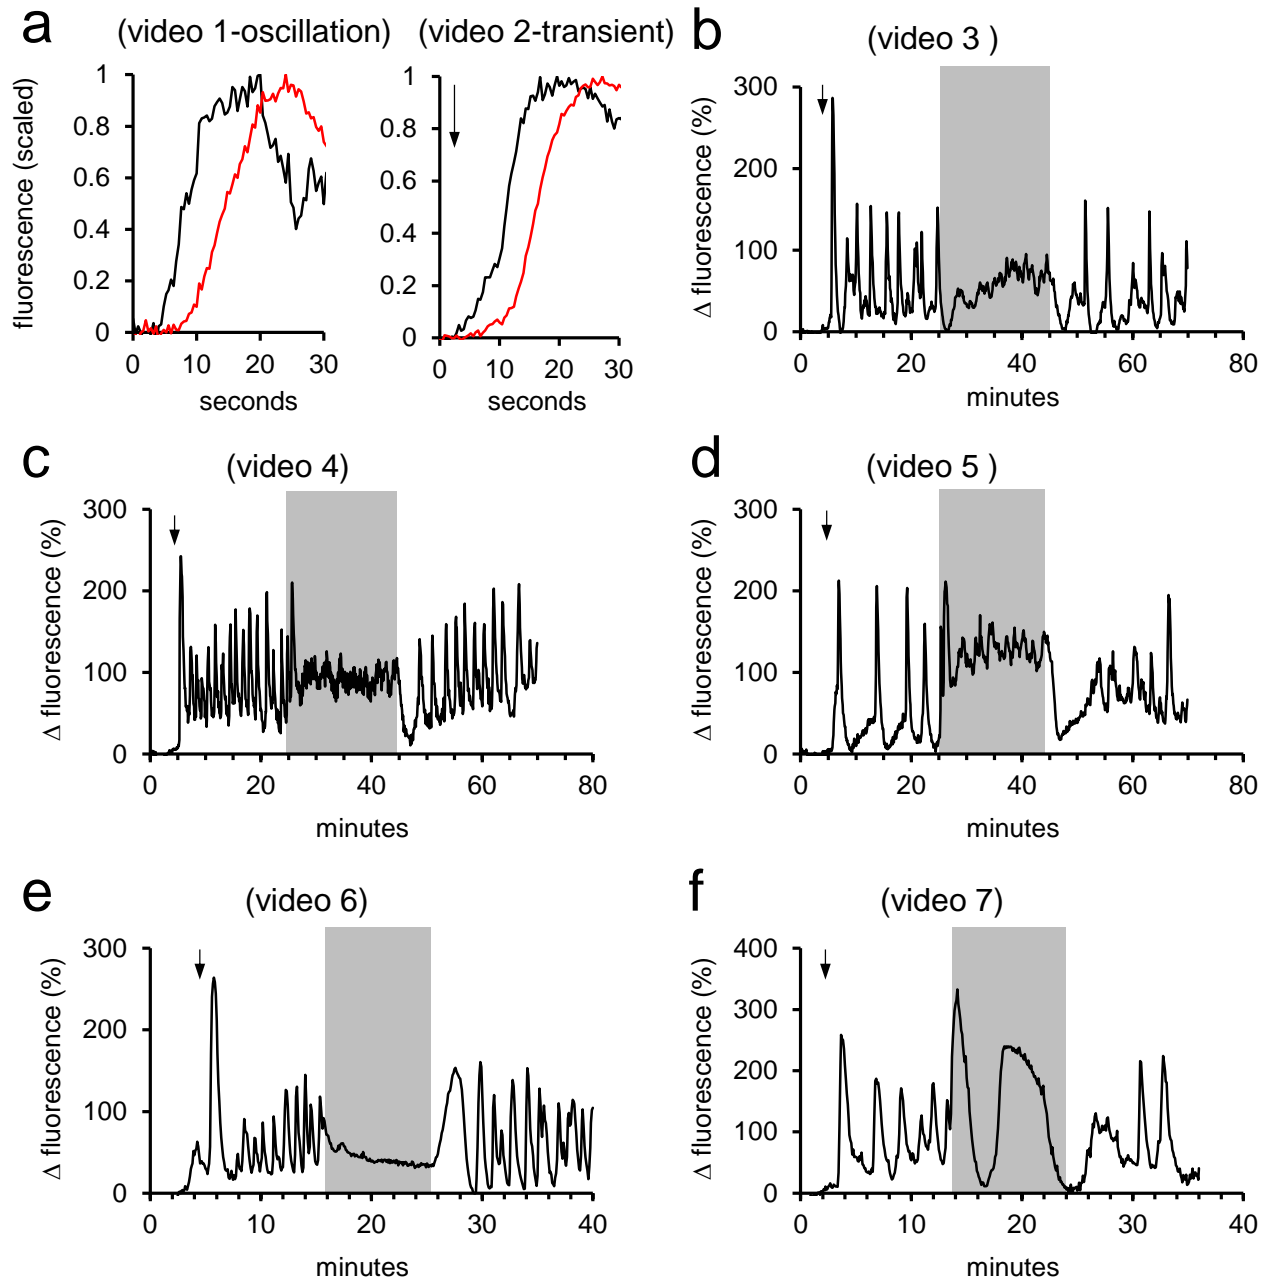 a
(video 1-oscillation)
(video 2-transient)
fluorescence (scaled)
1
0.8
0.6
0.4
0.2
0
0 10 20 30
seconds
1
0.8
0.6
0.4
0.2
0
0 10 20 30
seconds
b
(video 3 )
Δ fluorescence (%)
300
200
100
0
0 20 40 60 80
minutes
c
(video 4)
Δ fluorescence (%)
300
200
100
0
0 20 40 60 80
minutes
d
(video 5 )
Δ fluorescence (%)
300
200
100
0
0 20 40 60 80
minutes
e
(video 6)
Δ fluorescence (%)
300
200
100
0
0 10 20 30 40
minutes
f
(video 7)
Δ fluorescence (%)
400
300
200
100
0
0 10 20 30 40
minutes